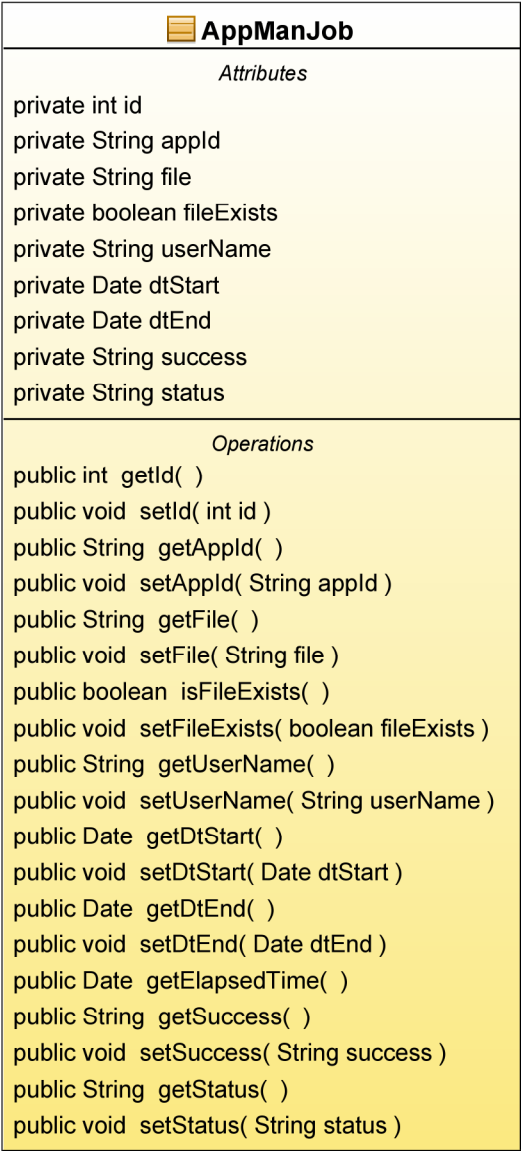 AppManJob
Attributes
private int id
private String appId
private String file
private boolean fileExists
private String userName
private Date dtStart
private Date dtEnd
private String success
private String status
Operations
public int  getId(  )
public void  setId( int id )
public String  getAppId(  )
public void  setAppId( String appId )
public String  getFile(  )
public void  setFile( String file )
public boolean  isFileExists(  )
public void  setFileExists( boolean fileExists )
public String  getUserName(  )
public void  setUserName( String userName )
public Date  getDtStart(  )
public void  setDtStart( Date dtStart )
public Date  getDtEnd(  )
public void  setDtEnd( Date dtEnd )
public Date  getElapsedTime(  )
public String  getSuccess(  )
public void  setSuccess( String success )
public String  getStatus(  )
public void  setStatus( String status )